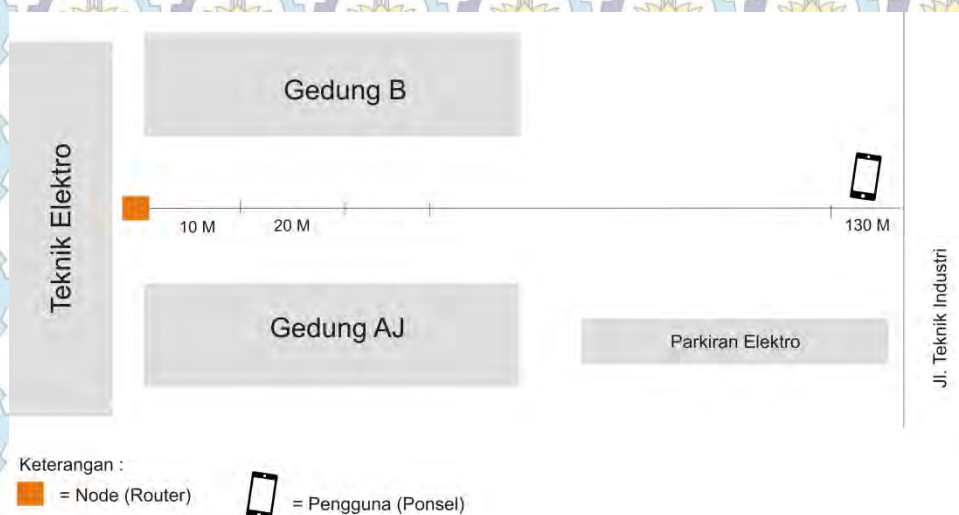 Gedung B
Teknik Elektro
10 M
20 M
130 M
Gedung AJ
Parkiran Elektro
Jl. Teknik Industri
Keterangan :
= Node (Router)
= Pengguna (Ponsel)